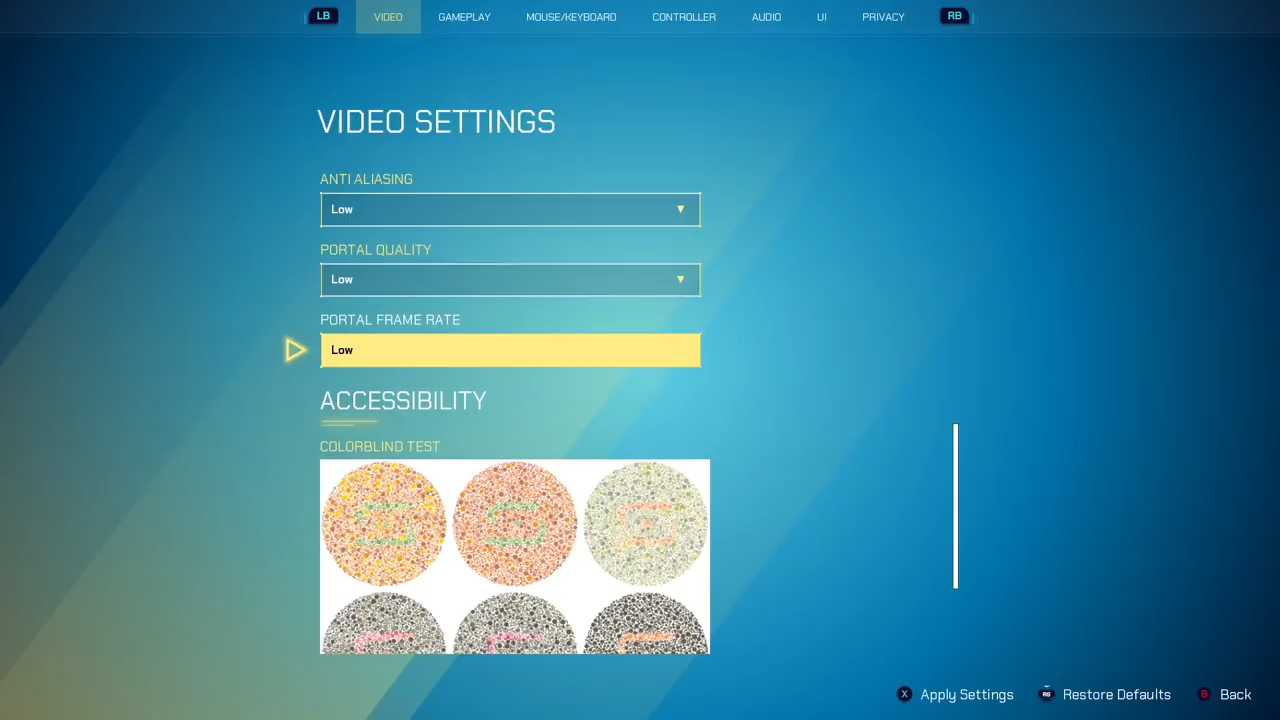 LB VIDEO GAMEPLAY MOUSE/KEYBOARD CONTROLLER AUDIO UI PRIVACY RB
VIDEO SETTINGS
ANTI ALIASING
Low
PORTAL QUALITY
Low
PORTAL FRAME RATE
Low
ACCESSIBILITY
COLORBLIND TEST
X Apply Settings RS Restore Defaults B Back